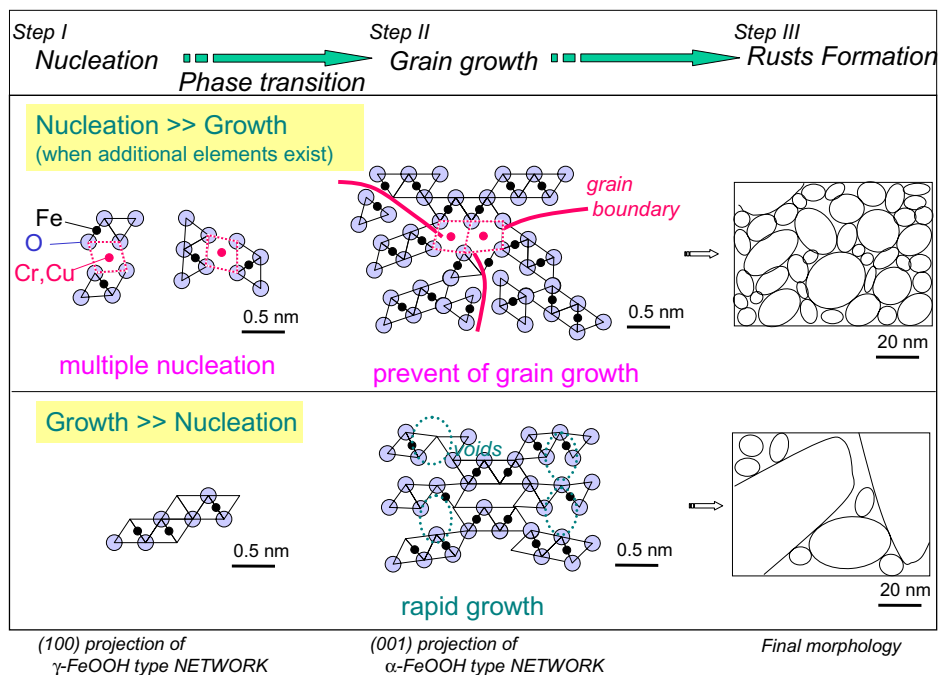 Step I
Step II
Step III
Nucleation
Phase transition
Grain growth
Rusts Formation
Nucleation >> Growth
(when additional elements exist)
Fe
O
Cr,Cu
0.5 nm
multiple nucleation
grain
boundary
0.5 nm
prevent of grain growth
20 nm
Growth >> Nucleation
0.5 nm
voids
0.5 nm
rapid growth
20 nm
(100) projection of
γ-FeOOH type NETWORK
(001) projection of
α-FeOOH type NETWORK
Final morphology